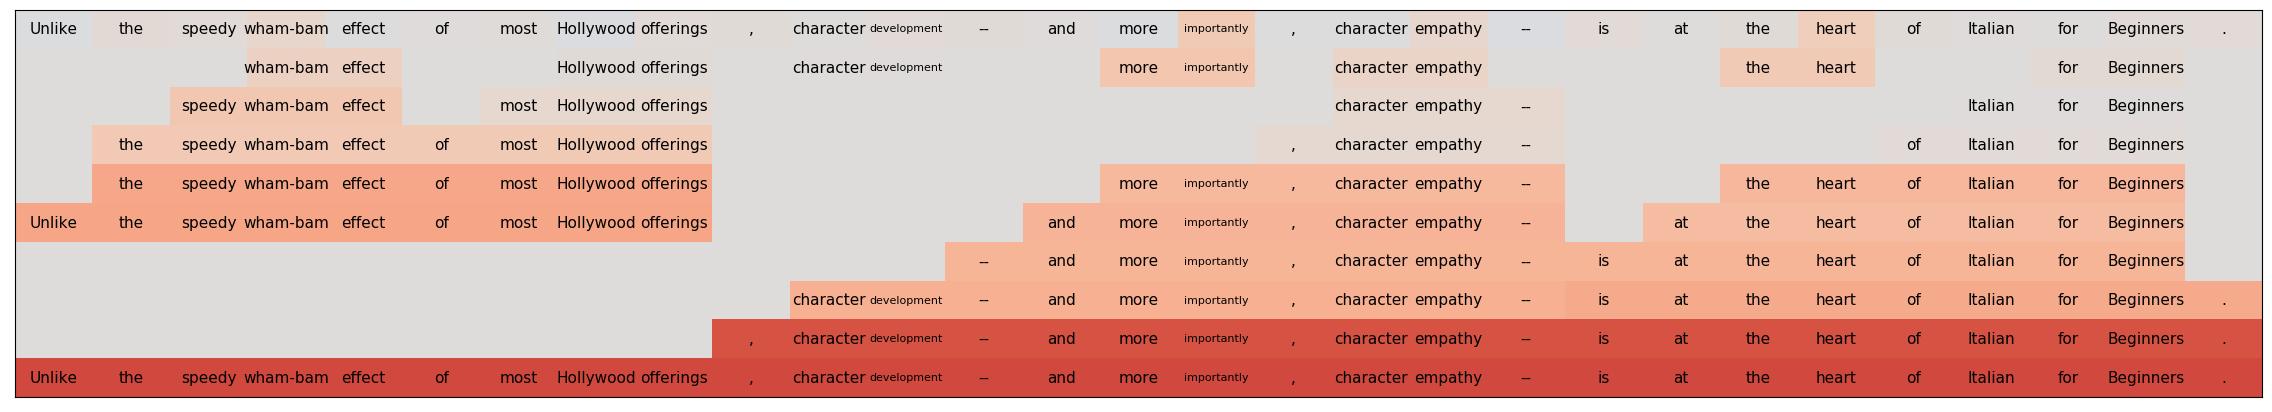 Unlike the speedy wham-bam effect of most Hollywood offerings , character development -- and more importantly , character empathy -- is at the heart of Italian for Beginners .
wham-bam effect Hollywood offerings character development more importantly character empathy the heart for Beginners
speedy wham-bam effect most Hollywood offerings character empathy -- Italian for Beginners
the speedy wham-bam effect of most Hollywood offerings , character empathy -- of Italian for Beginners
the speedy wham-bam effect of most Hollywood offerings more importantly , character empathy -- the heart of Italian for Beginners
Unlike the speedy wham-bam effect of most Hollywood offerings and more importantly , character empathy -- at the heart of Italian for Beginners
-- and more importantly , character empathy -- is at the heart of Italian for Beginners
character development -- and more importantly , character empathy -- is at the heart of Italian for Beginners .
, character development -- and more importantly , character empathy -- is at the heart of Italian for Beginners .
Unlike the speedy wham-bam effect of most Hollywood offerings , character development -- and more importantly , character empathy -- is at the heart of Italian for Beginners .